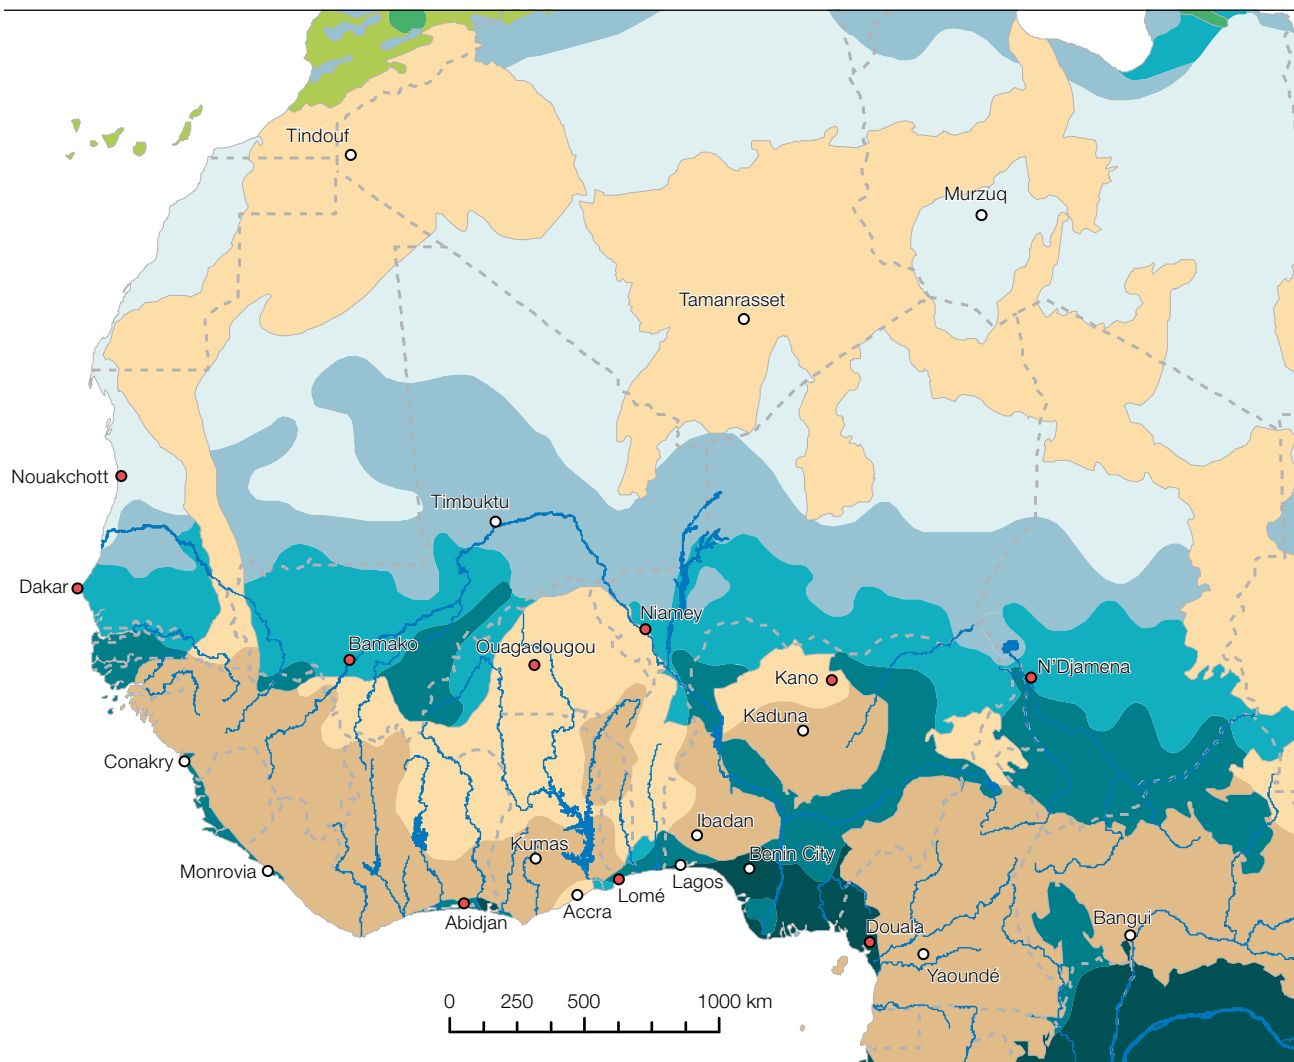 Tindouf
Murzuq
Tamanrasset
Nouakchott
Timbuktu
Dakar
Niamey
Bamako
Ouagadougou
N'Djamena
Kano
Kaduna
Conakry
Ibadan
Kumas
Benin City
Monrovia
Lagos
Lomé
Accra
Abidjan
Bangui
Douala
Yaoundé
0 250 500 1000 km